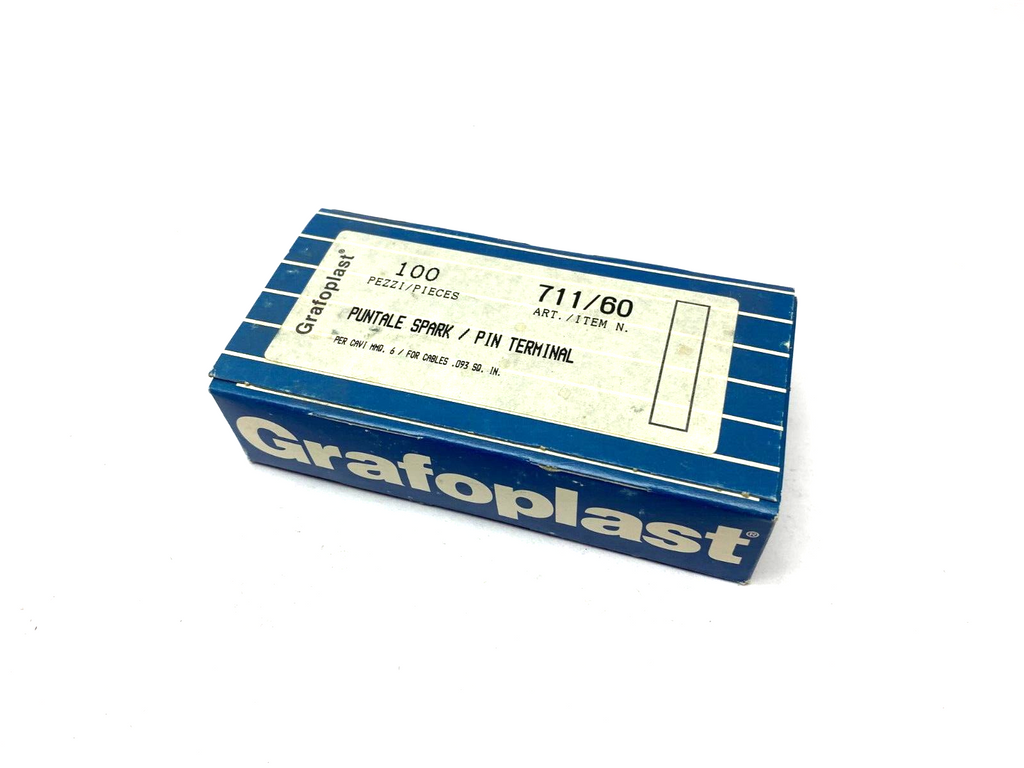 Grafoplast®
100
PEZZI/PIECES
711/60
ART./ITEM N.
PUNTALE SPARK / PIN TERMINAL
PER CAVI MMQ. 6 / FOR CABLES .093 SQ. IN.
Grafoplast®